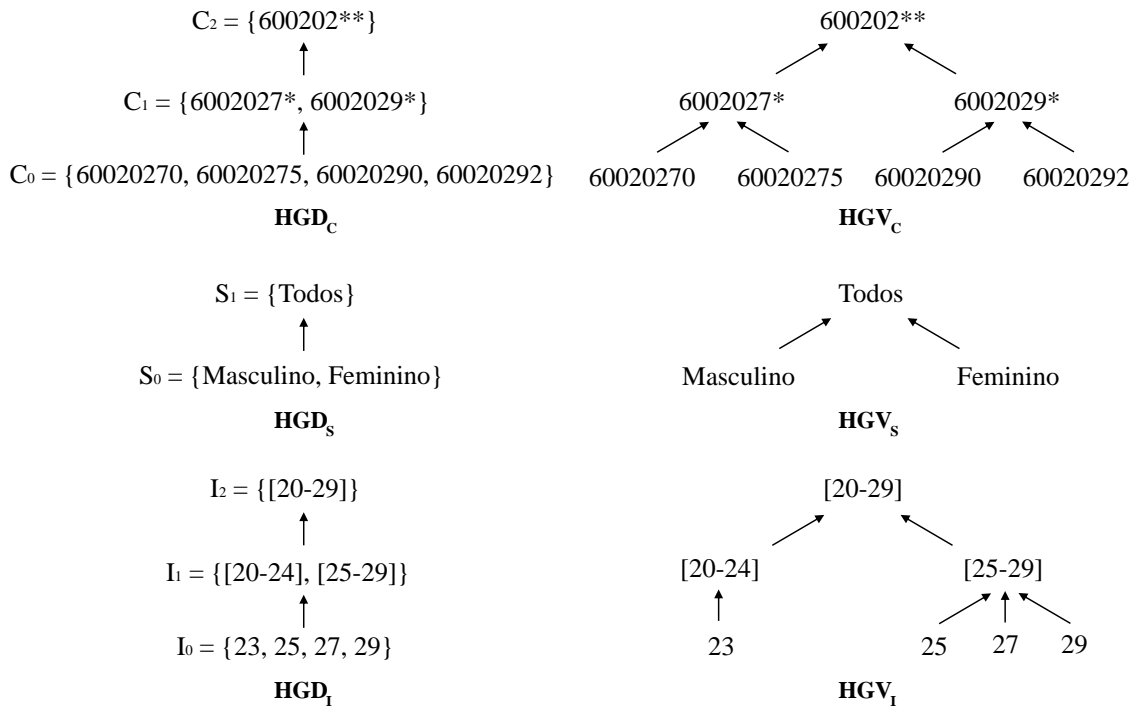 C₂ = {600202**} 600202**
C₁ = {6002027*, 6002029*} 6002027* 6002029*
C₀ = {60020270, 60020275, 60020290, 60020292} 60020270 60020275 60020290 60020292
HGD_C HGV_C
S₁ = {Todos} Todos
S₀ = {Masculino, Feminino} Masculino Feminino
HGD_S HGV_S
I₂ = {[20-29]} [20-29]
I₁ = {[20-24], [25-29]} [20-24] [25-29]
I₀ = {23, 25, 27, 29} 23 25 27 29
HGD_I HGV_I